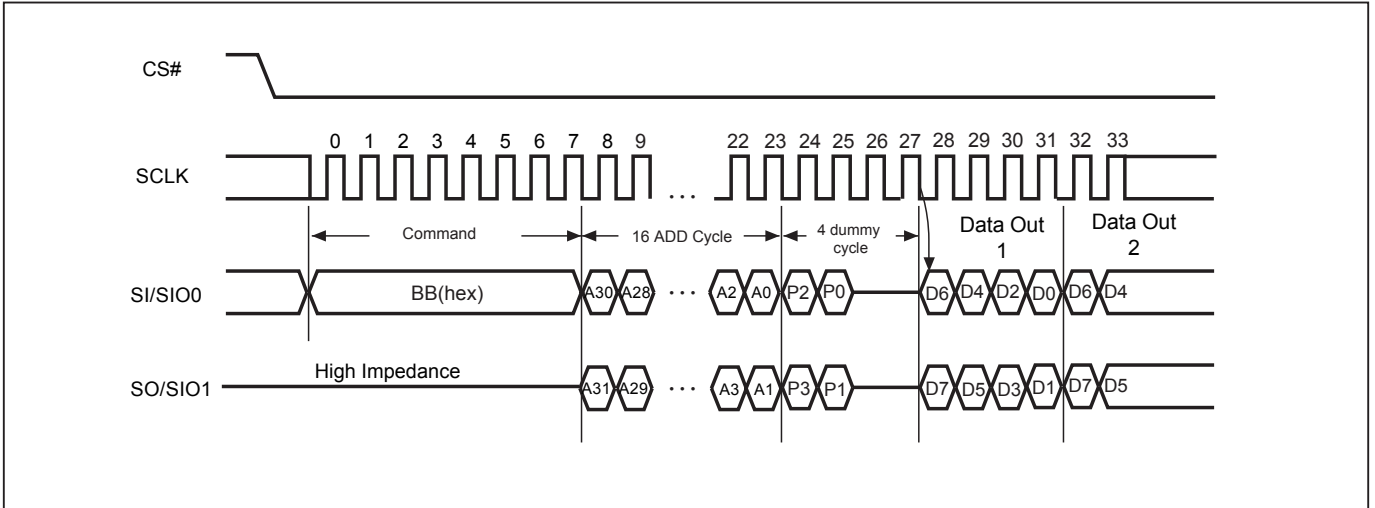 CS#
0 1 2 3 4 5 6 7 8 9 22 23 24 25 26 27 28 29 30 31 32 33
SCLK
...
Command
16 ADD Cycle
4 dummy
cycle
Data Out
1
Data Out
2
SI/SIO0
BB(hex)
A30 A28 ... A2 A0 P2 P0 D6 D4 D2 D0 D6 D4
High Impedance
SO/SIO1
A31 A29 ... A3 A1 P3 P1 D7 D5 D3 D1 D7 D5